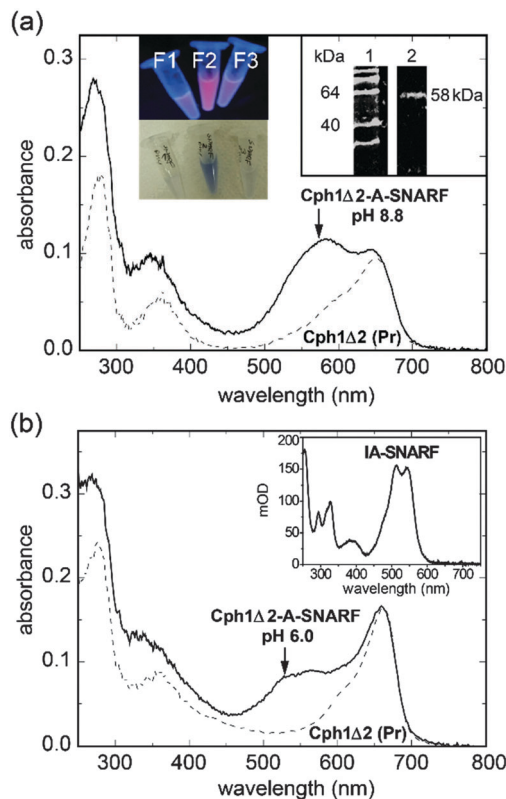 (a)
F1 F2 F3
kDa 1 2
64
40
58 kDa
0.3
0.2
0.1
0.0
absorbance
Cph1Δ2-A-SNARF
pH 8.8
Cph1Δ2 (Pr)
300 400 500 600 700 800
wavelength (nm)
(b)
IA-SNARF
200
150
100
50
0
mOD
300 400 500 600 700
wavelength (nm)
0.3
0.2
0.1
0.0
absorbance
Cph1Δ2-A-SNARF
pH 6.0
Cph1Δ2 (Pr)
300 400 500 600 700 800
wavelength (nm)